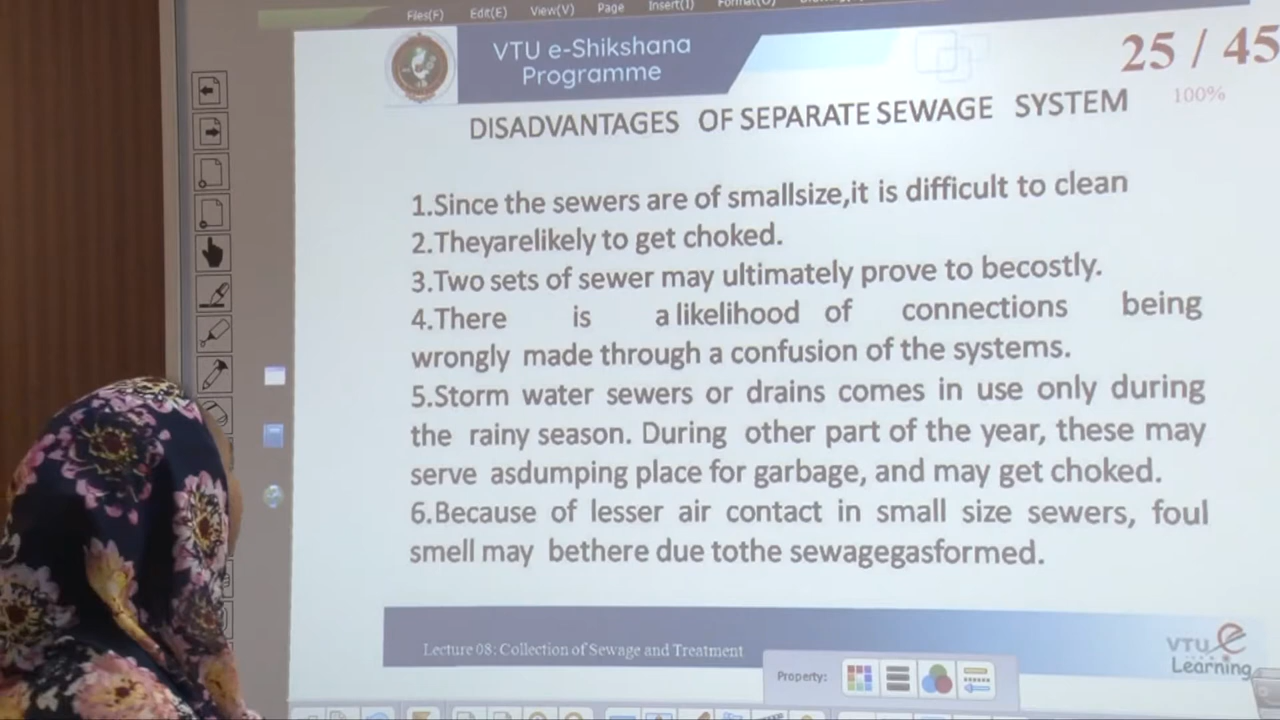 Files(F) Edit(E) View(V) Page Insert(I)
VTU e-Shikshana
Programme
25 / 45
100%
DISADVANTAGES OF SEPARATE SEWAGE SYSTEM
1.Since the sewers are of smallsize,it is difficult to clean
2.Theyarelikely to get choked.
3.Two sets of sewer may ultimately prove to becostly.
4.There is a likelihood of connections being
wrongly made through a confusion of the systems.
5.Storm water sewers or drains comes in use only during
the rainy season. During other part of the year, these may
serve asdumping place for garbage, and may get choked.
6.Because of lesser air contact in small size sewers, foul
smell may bethere due tothe sewagegasformed.
Lecture 08: Collection of Sewage and Treatment
VTU e
Learning
Property: